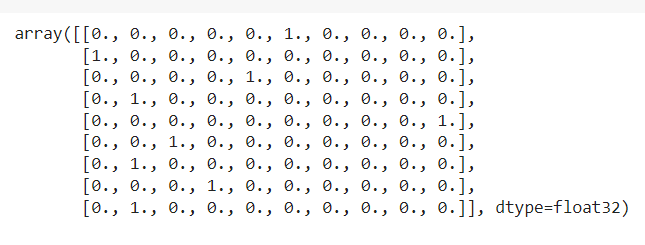 array([[0., 0., 0., 0., 0., 1., 0., 0., 0., 0.],
[1., 0., 0., 0., 0., 0., 0., 0., 0., 0.],
[0., 0., 0., 0., 1., 0., 0., 0., 0., 0.],
[0., 1., 0., 0., 0., 0., 0., 0., 0., 0.],
[0., 0., 0., 0., 0., 0., 0., 0., 0., 1.],
[0., 0., 1., 0., 0., 0., 0., 0., 0., 0.],
[0., 1., 0., 0., 0., 0., 0., 0., 0., 0.],
[0., 0., 0., 1., 0., 0., 0., 0., 0., 0.],
[0., 1., 0., 0., 0., 0., 0., 0., 0., 0.]], dtype=float32)